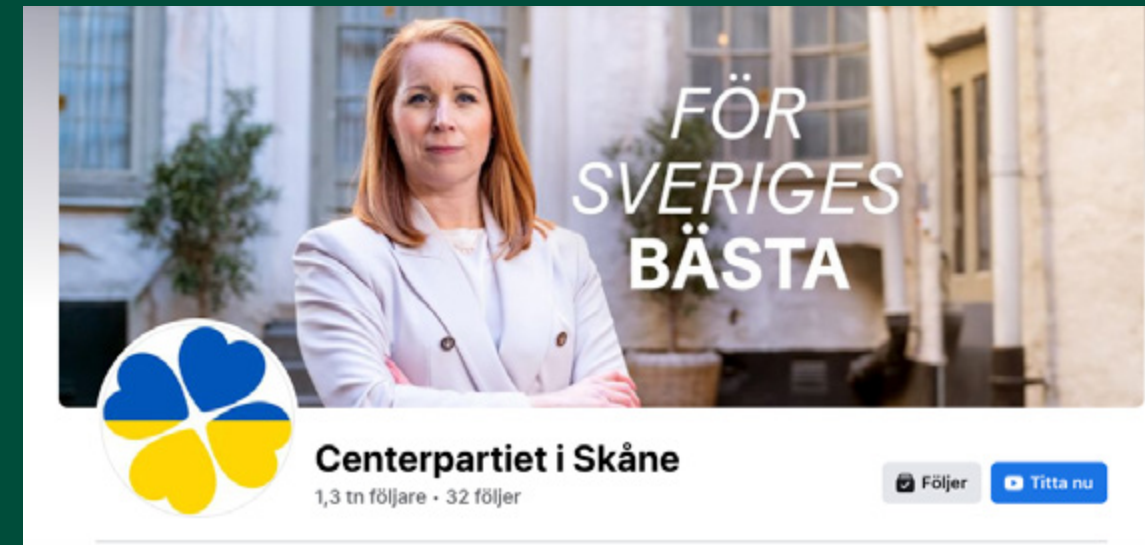 FÖR
SVERIGES
BÄSTA
Centerpartiet i Skåne
1,3 tn följare • 32 följer
Följer
Titta nu